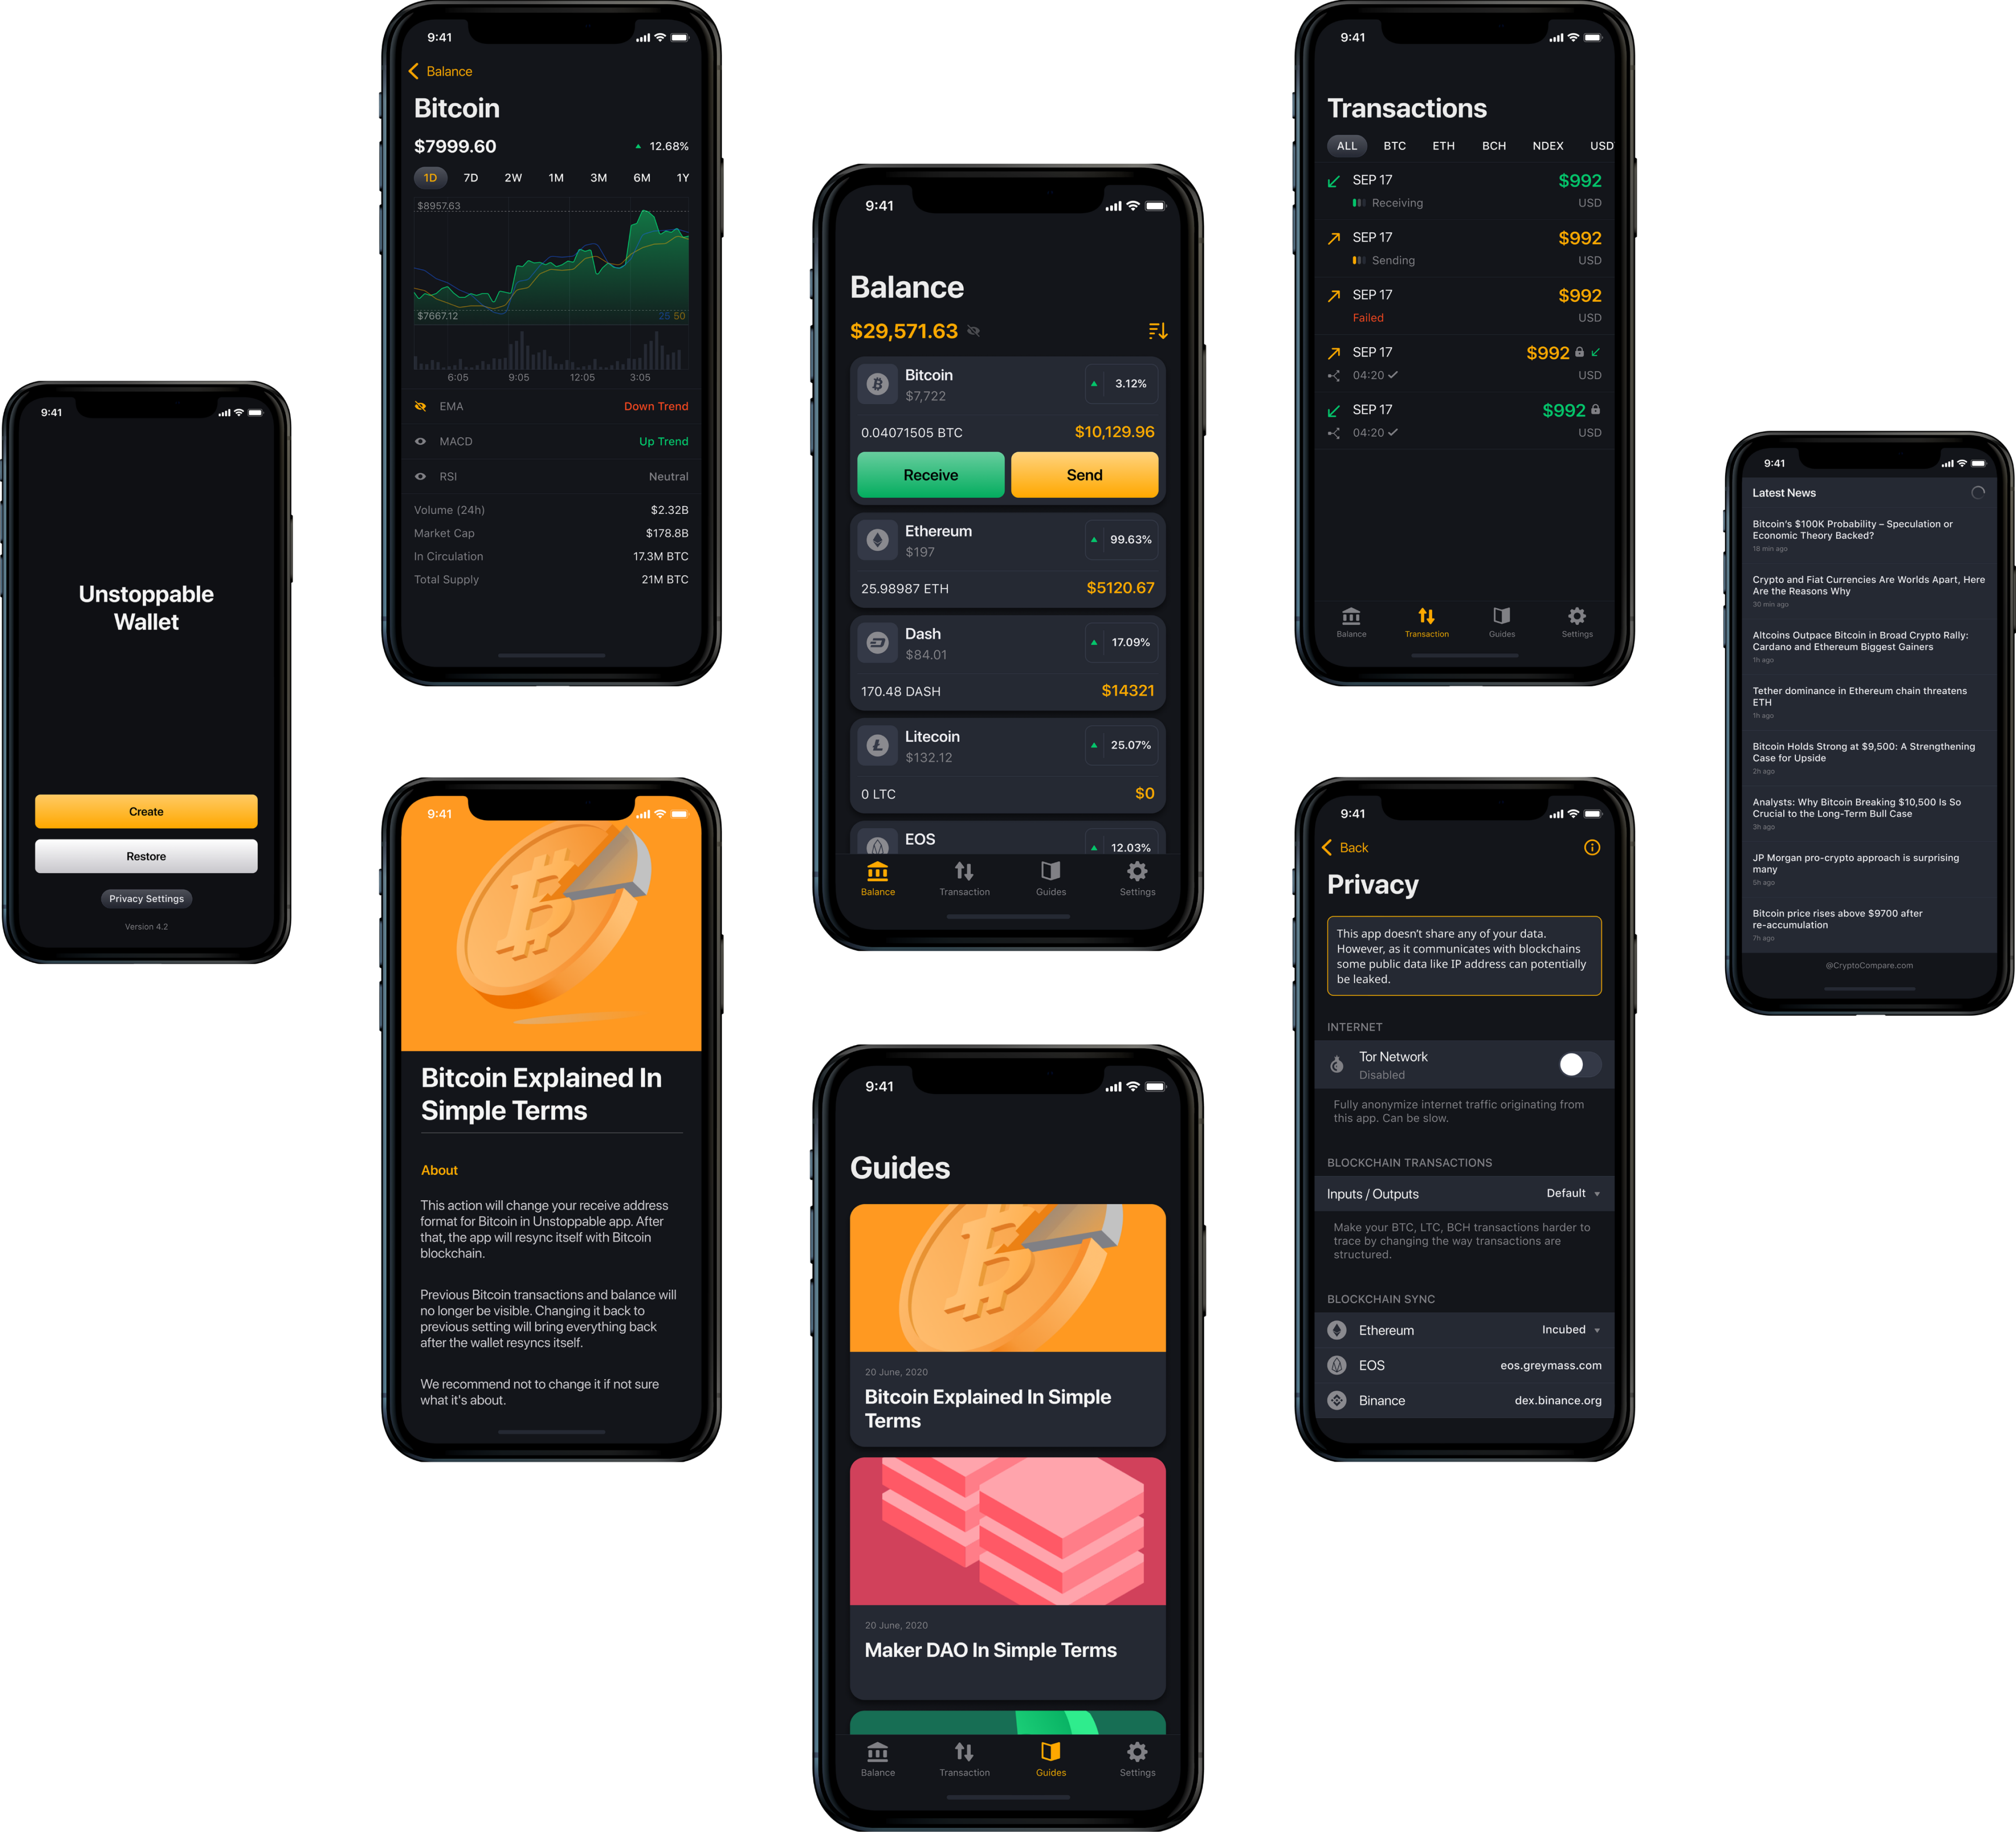 9:41
Unstoppable
Wallet
Create
Restore
Privacy Settings
Version 4.2
9:41
Balance
Bitcoin
$7999.60 12.68%
1D 7D 2W 1M 3M 6M 1Y
$8957.63
$7667.12 25 50
6:05 9:05 12:05 3:05
EMA Down Trend
MACD Up Trend
RSI Neutral
Volume (24h) $2.32B
Market Cap $178.8B
In Circulation 17.3M BTC
Total Supply 21M BTC
9:41
Bitcoin Explained In
Simple Terms
About
This action will change your receive address
format for Bitcoin in Unstoppable app. After
that, the app will resync itself with Bitcoin
blockchain.
Previous Bitcoin transactions and balance will
no longer be visible. Changing it back to
previous setting will bring everything back
after the wallet resyncs itself.
We recommend not to change it if not sure
what it's about.
9:41
Balance
$29,571.63
Bitcoin
$7,722
3.12%
0.04071505 BTC $10,129.96
Receive Send
Ethereum
$197
99.63%
25.98987 ETH $5120.67
Dash
$84.01
17.09%
170.48 DASH $14321
Litecoin
$132.12
25.07%
0 LTC $0
EOS
12.03%
Balance Transaction Guides Settings
9:41
Guides
20 June, 2020
Bitcoin Explained In Simple
Terms
20 June, 2020
Maker DAO In Simple Terms
Balance Transaction Guides Settings
9:41
Transactions
ALL BTC ETH BCH NDEX USD
SEP 17 $992
Receiving USD
SEP 17 $992
Sending USD
SEP 17 $992
Failed USD
SEP 17 $992
04:20 USD
SEP 17 $992
04:20 USD
Balance Transaction Guides Settings
9:41
Back
Privacy
This app doesn't share any of your data.
However, as it communicates with blockchains
some public data like IP address can potentially
be leaked.
INTERNET
Tor Network
Disabled
Fully anonymize internet traffic originating from
this app. Can be slow.
BLOCKCHAIN TRANSACTIONS
Inputs / Outputs Default
Make your BTC, LTC, BCH transactions harder to
trace by changing the way transactions are
structured.
BLOCKCHAIN SYNC
Ethereum Incubed
EOS eos.greymass.com
Binance dex.binance.org
9:41
Latest News
Bitcoin's $100K Probability – Speculation or
Economic Theory Backed?
18 min ago
Crypto and Fiat Currencies Are Worlds Apart, Here
Are the Reasons Why
30 min ago
Altcoins Outpace Bitcoin in Broad Crypto Rally:
Cardano and Ethereum Biggest Gainers
1h ago
Tether dominance in Ethereum chain threatens
ETH
1h ago
Bitcoin Holds Strong at $9,500: A Strengthening
Case for Upside
2h ago
Analysts: Why Bitcoin Breaking $10,500 Is So
Crucial to the Long-Term Bull Case
3h ago
JP Morgan pro-crypto approach is surprising
many
5h ago
Bitcoin price rises above $9700 after
re-accumulation
7h ago
@CryptoCompare.com